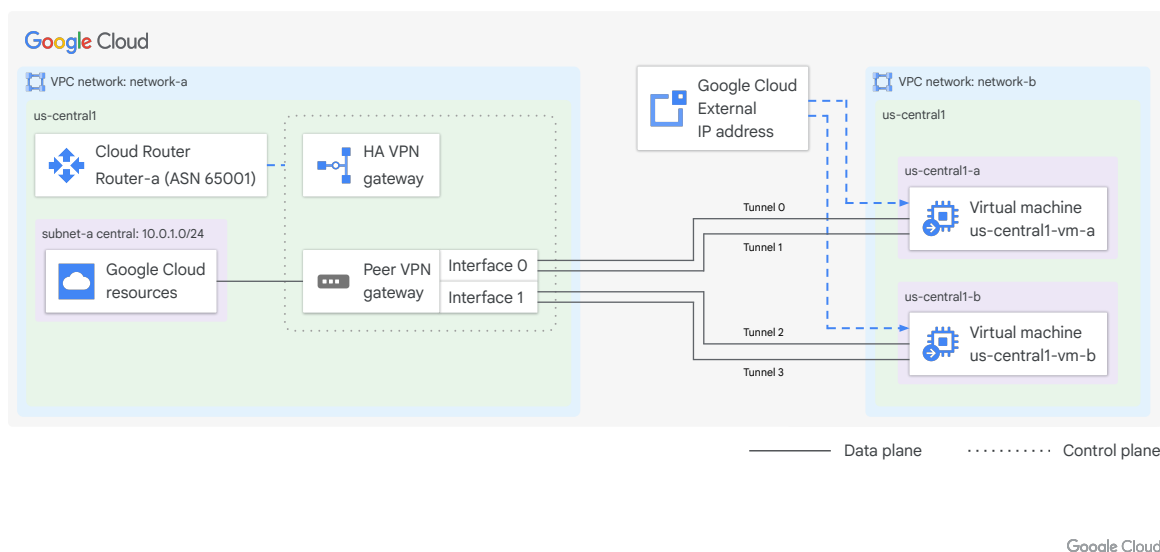 Google Cloud
VPC network: network-a
us-central1
Cloud Router
Router-a (ASN 65001)
HA VPN
gateway
subnet-a central: 10.0.1.0/24
Google Cloud
resources
Peer VPN
gateway
Interface 0
Interface 1
Google Cloud
External
IP address
Tunnel 0
Tunnel 1
Tunnel 2
Tunnel 3
VPC network: network-b
us-central1
us-central1-a
Virtual machine
us-central1-vm-a
us-central1-b
Virtual machine
us-central1-vm-b
Data plane
Control plane
Google Cloud